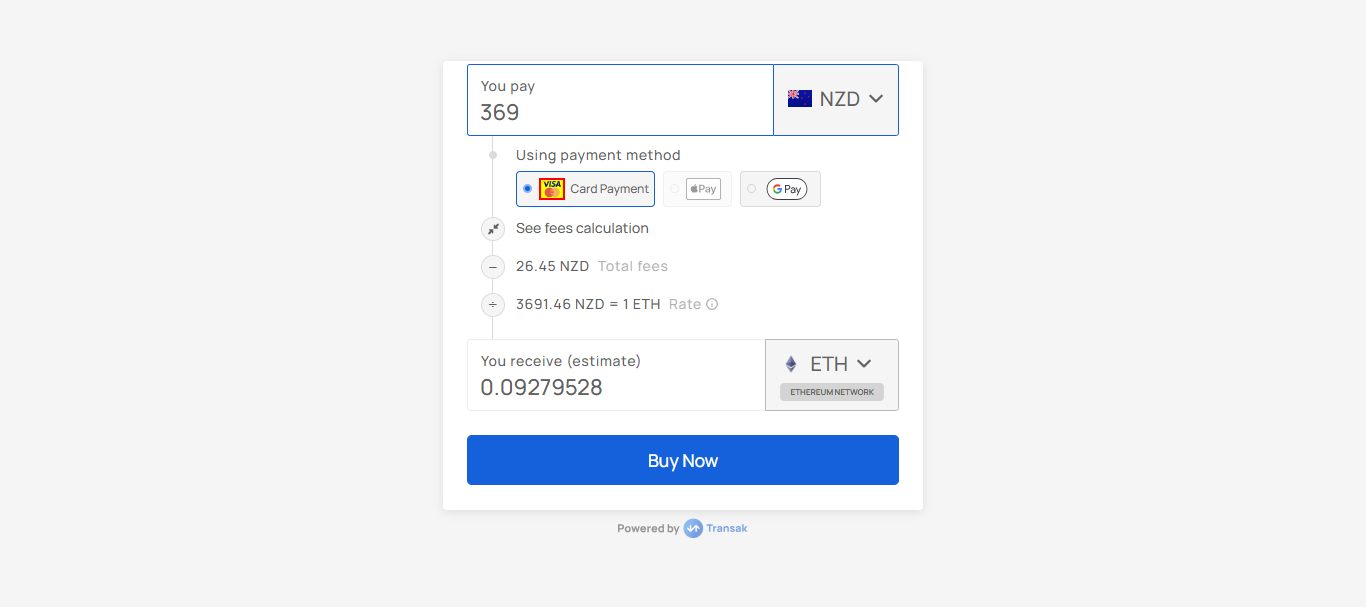 You pay
369
NZD
Using payment method
VISA Card Payment
Pay
G Pay
See fees calculation
− 26.45 NZD Total fees
÷ 3691.46 NZD = 1 ETH Rate
You receive (estimate)
0.09279528
ETH
ETHEREUM NETWORK
Buy Now
Powered by Transak